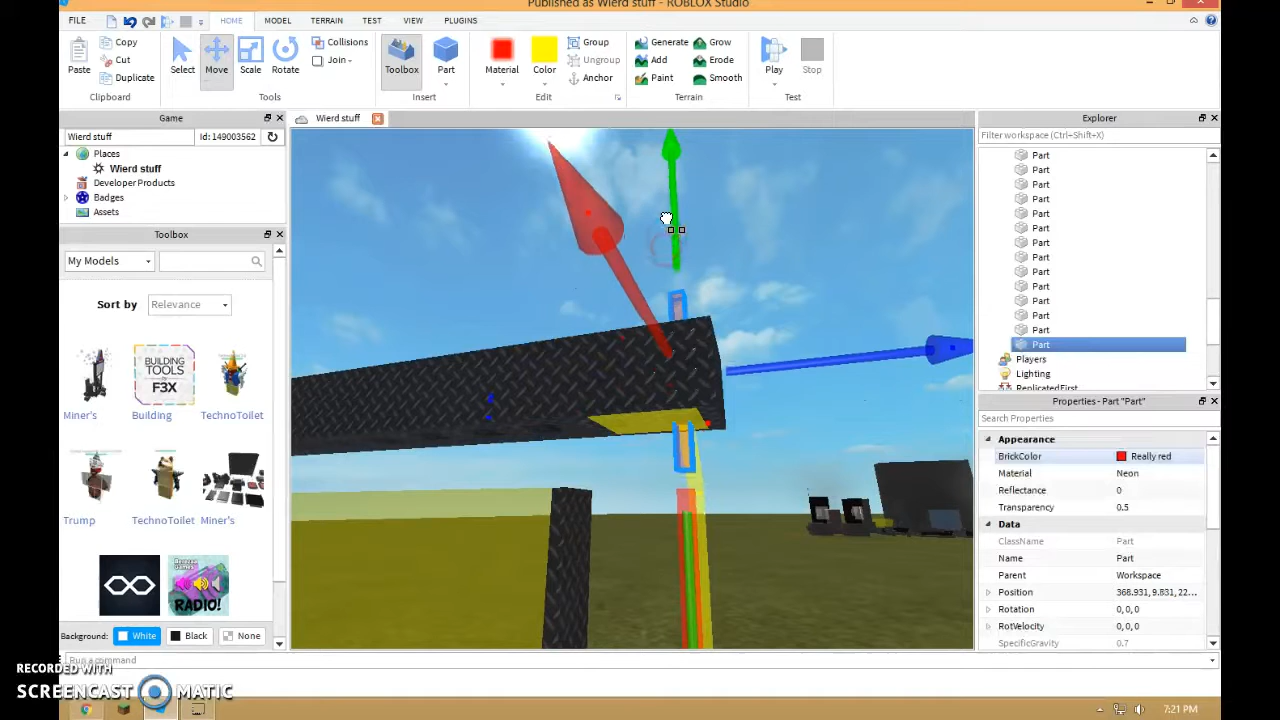 Published as Wierd stuff - ROBLOX Studio
FILE HOME MODEL TERRAIN TEST VIEW PLUGINS
Paste Copy Cut Duplicate Select Move Scale Rotate Collisions Join Toolbox Part Material Color Group Ungroup Anchor Generate Grow Add Erode Paint Smooth Play Stop
Clipboard Tools Insert Edit Terrain Test
Game
Wierd stuff Id: 149003562
Places
Wierd stuff
Developer Products
Badges
Assets
Toolbox
My Models
Sort by Relevance
BUILDING TOOLS by F3X
Miner's Building TechnoToilet
Trump TechnoToilet Miner's
RADIO!
Background: White Black None
Wierd stuff
Explorer
Filter workspace (Ctrl+Shift+X)
Part
Part
Part
Part
Part
Part
Part
Part
Part
Part
Part
Part
Part
Part
Players
Lighting
ReplicatedFirst
Properties - Part "Part"
Search Properties
Appearance
BrickColor Really red
Material Neon
Reflectance 0
Transparency 0.5
Data
ClassName Part
Name Part
Parent Workspace
Position 368.931, 9.831, 22...
Rotation 0, 0, 0
RotVelocity 0, 0, 0
SpecificGravity 0.7
Run a command
RECORDED WITH
SCREENCAST MATIC
7:21 PM